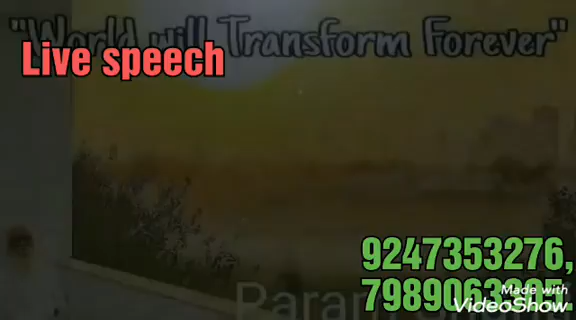 "World will Transform Forever"
Live speech
9247353276,
Made with
VideoShow